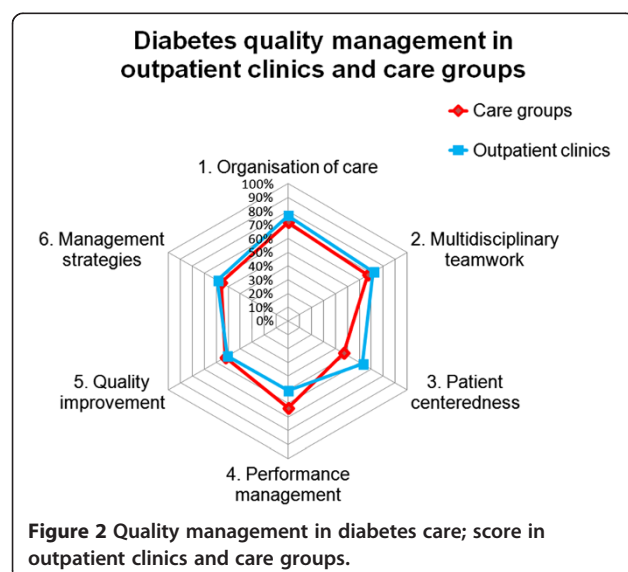 Diabetes quality management in
outpatient clinics and care groups
Care groups
Outpatient clinics
1. Organisation of care
100%
90%
80%
70%
60%
50%
40%
30%
20%
10%
0%
2. Multidisciplinary
teamwork
3. Patient
centeredness
4. Performance
management
5. Quality
improvement
6. Management
strategies
Figure 2 Quality management in diabetes care; score in
outpatient clinics and care groups.